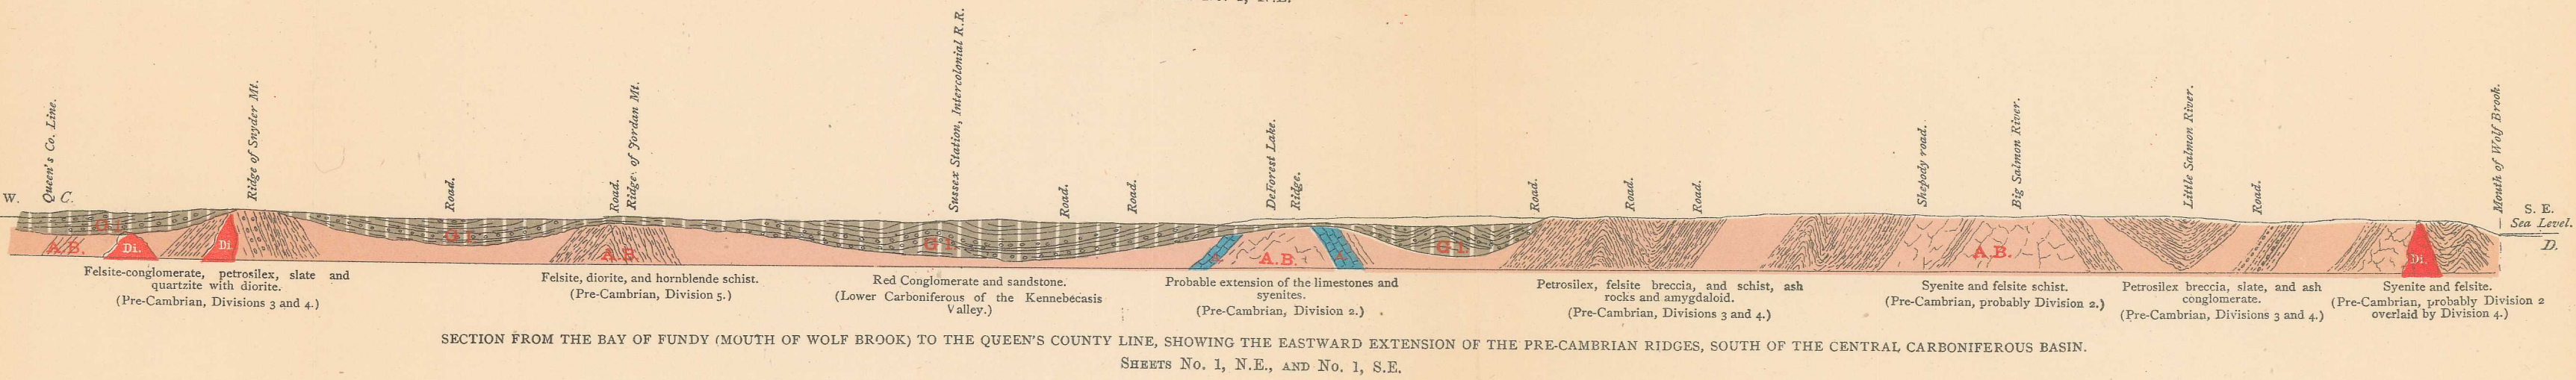 Queen's Co. Line.
Ridge of Snyder Mt.
Road.
Road.
Ridge of Jordan Mt.
Sussex Station, Intercolonial R.R.
Road.
Road.
DeForest Lake.
Ridge.
Road.
Road.
Road.
Shepody road.
Big Salmon River.
Little Salmon River.
Road.
Mouth of Wolf Brook.
W.
C.
S. E.
Sea Level.
D.
G 1.
A.B.
Di.
Di.
G 1.
A.B.
G 1.
A.B.
G 1.
A.B.
Di.
Felsite-conglomerate, petrosilex, slate and
quartzite with diorite.
(Pre-Cambrian, Divisions 3 and 4.)
Felsite, diorite, and hornblende schist.
(Pre-Cambrian, Division 5.)
Red Conglomerate and sandstone.
(Lower Carboniferous of the Kennebecasis
Valley.)
Probable extension of the limestones and
syenites.
(Pre-Cambrian, Division 2.)
Petrosilex, felsite breccia, and schist, ash
rocks and amygdaloid.
(Pre-Cambrian, Divisions 3 and 4.)
Syenite and felsite schist.
(Pre-Cambrian, probably Division 2.)
Petrosilex breccia, slate, and ash
conglomerate.
(Pre-Cambrian, Divisions 3 and 4.)
Syenite and felsite.
(Pre-Cambrian, probably Division 2
overlaid by Division 4.)
SECTION FROM THE BAY OF FUNDY (MOUTH OF WOLF BROOK) TO THE QUEEN'S COUNTY LINE, SHOWING THE EASTWARD EXTENSION OF THE PRE-CAMBRIAN RIDGES, SOUTH OF THE CENTRAL CARBONIFEROUS BASIN.
SHEETS No. 1, N.E., AND No. 1, S.E.